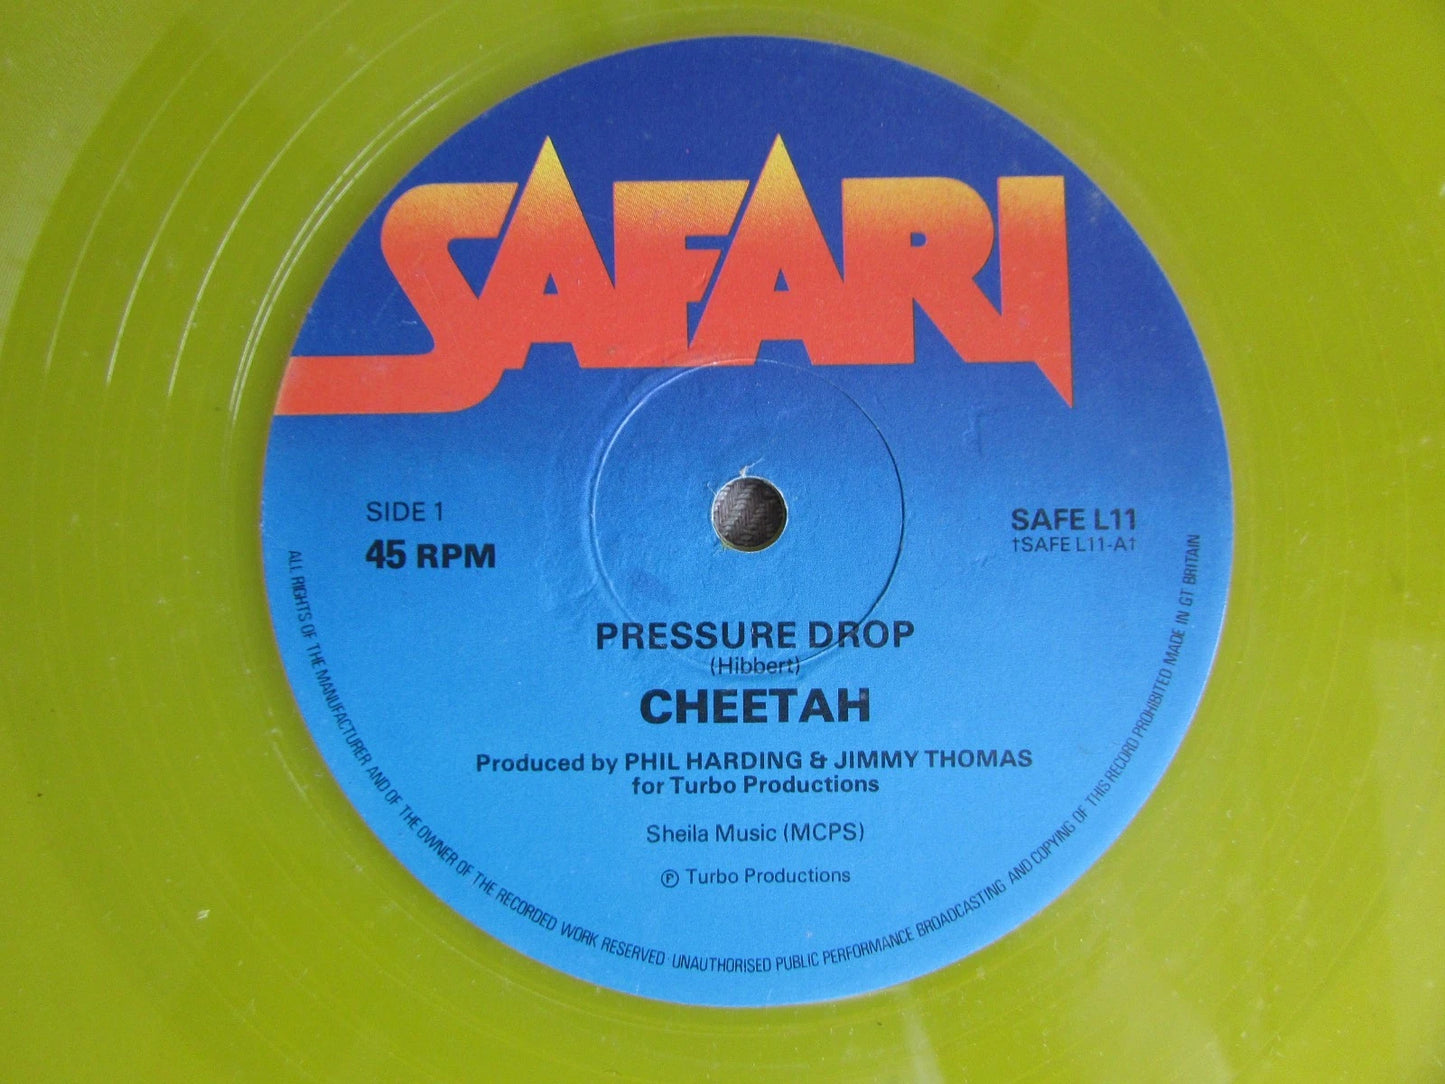 SAFARI
SIDE 1
45 RPM
SAFE L11
†SAFE L11-A†
PRESSURE DROP
(Hibbert)
CHEETAH
Produced by PHIL HARDING & JIMMY THOMAS
for Turbo Productions
Sheila Music (MCPS)
℗ Turbo Productions
ALL RIGHTS OF THE MANUFACTURER AND OF THE OWNER OF THE RECORDED WORK RESERVED · UNAUTHORISED PUBLIC PERFORMANCE BROADCASTING AND COPYING OF THIS RECORD PROHIBITED MADE IN GT BRITAIN